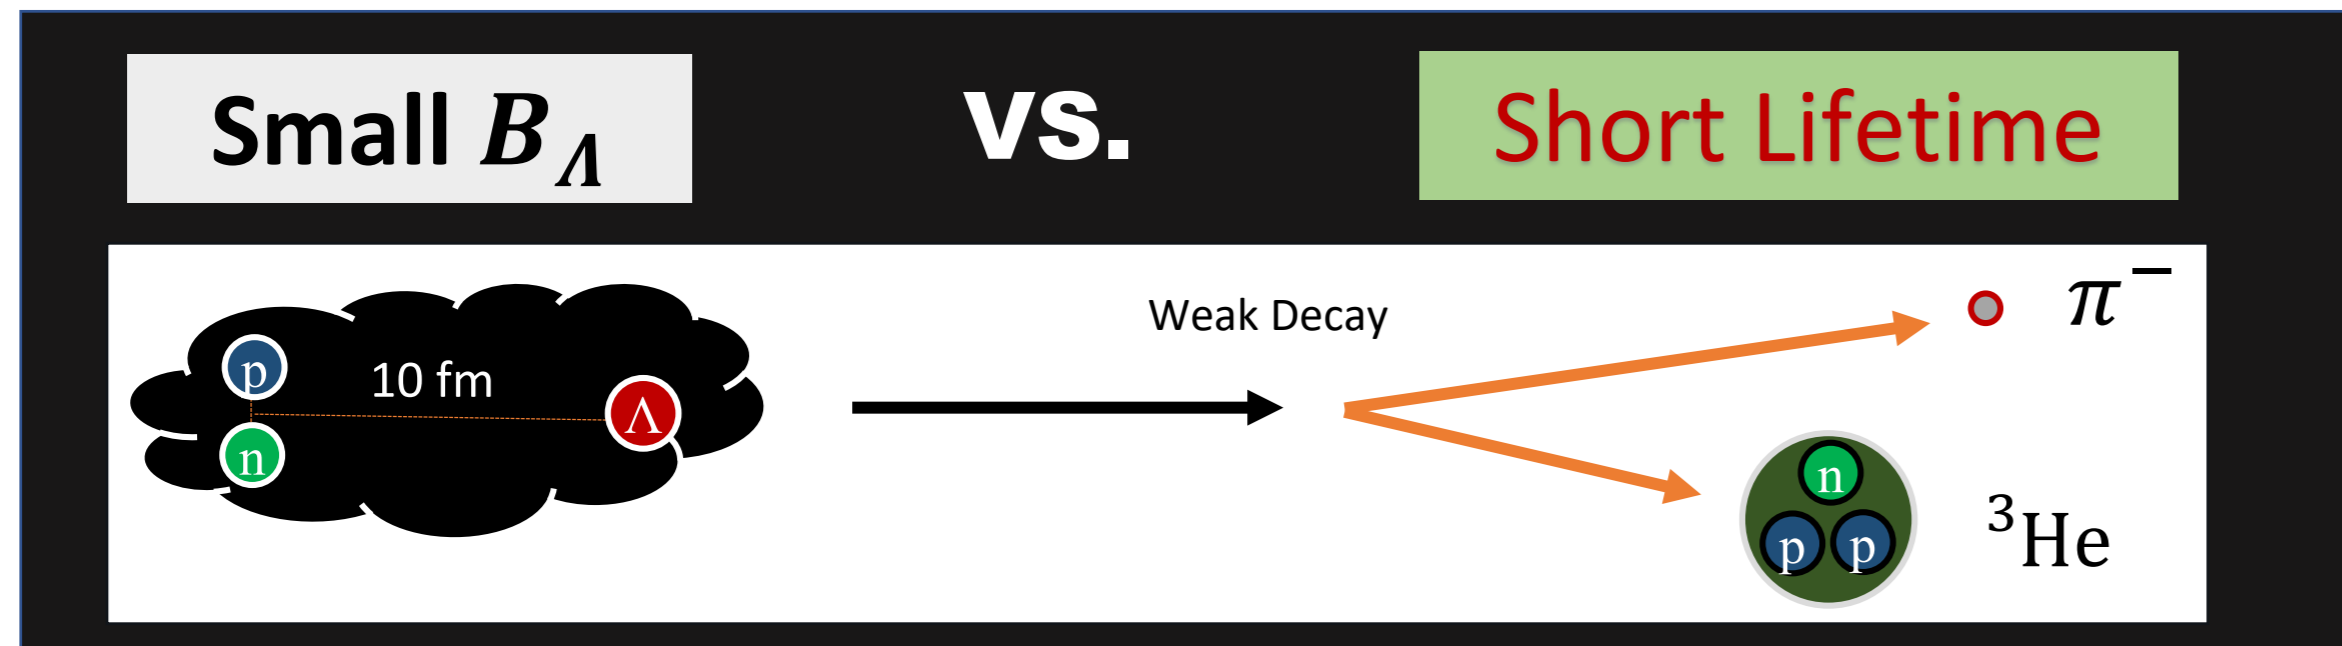 Small B_Λ vs. Short Lifetime
Weak Decay
π⁻
p
10 fm
Λ
n
n
p p
³He